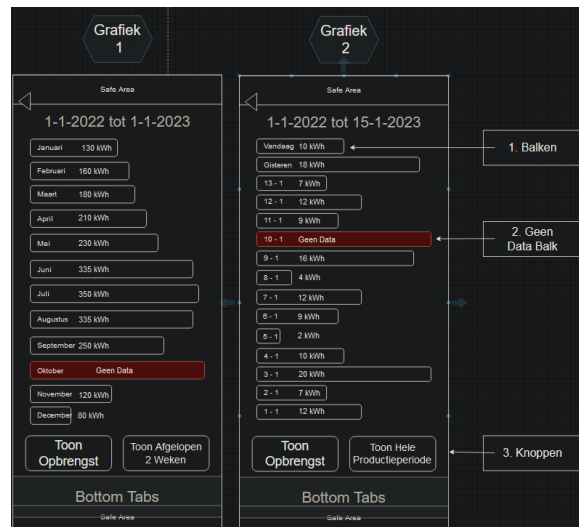 Grafiek
1
Safe Area
1-1-2022 tot 1-1-2023
Januari 130 kWh
Februari 160 kWh
Maart 180 kWh
April 210 kWh
Mei 230 kWh
Juni 335 kWh
Juli 350 kWh
Augustus 335 kWh
September 250 kWh
Oktober Geen Data
November 120 kWh
December 80 kWh
Toon
Opbrengst
Toon Afgelopen
2 Weken
Bottom Tabs
Safe Area
Grafiek
2
Safe Area
1-1-2022 tot 15-1-2023
Vandaag 10 kWh
Gisteren 18 kWh
13 - 1 7 kWh
12 - 1 12 kWh
11 - 1 9 kWh
10 - 1 Geen Data
9 - 1 16 kWh
8 - 1 4 kWh
7 - 1 12 kWh
6 - 1 9 kWh
5 - 1 2 kWh
4 - 1 10 kWh
3 - 1 20 kWh
2 - 1 7 kWh
1 - 1 12 kWh
Toon
Opbrengst
Toon Hele
Productieperiode
Bottom Tabs
Safe Area
1. Balken
2. Geen
Data Balk
3. Knoppen